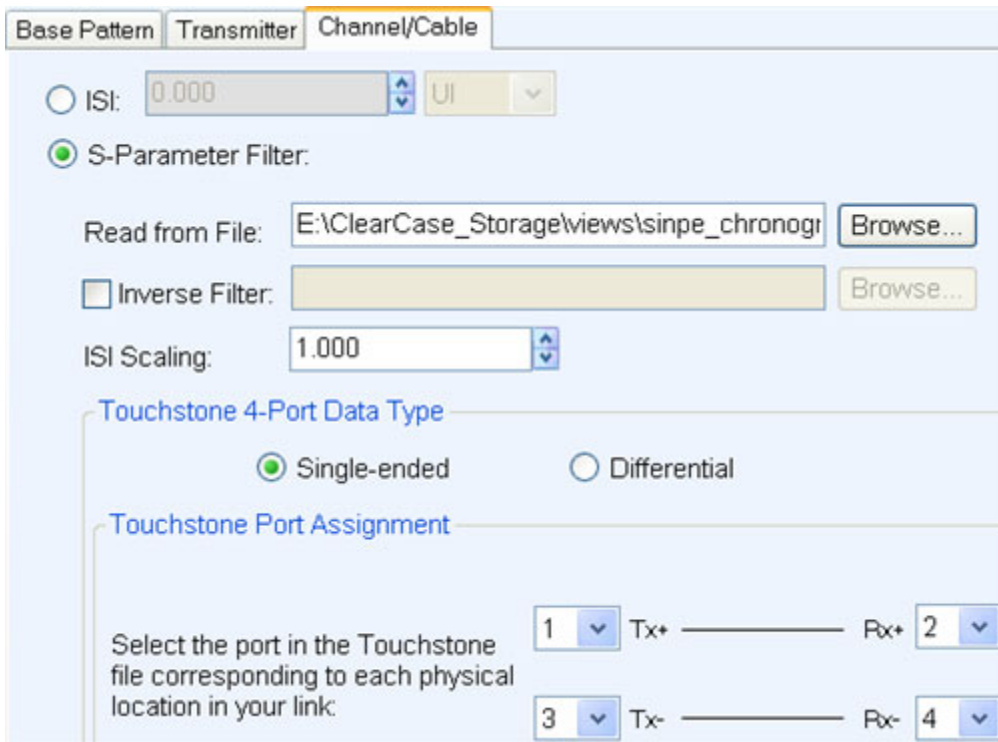 Base Pattern Transmitter Channel/Cable
ISI: 0.000 UI
S-Parameter Filter:
Read from File: E:\ClearCase_Storage\views\sinpe_chronogr Browse...
Inverse Filter: Browse...
ISI Scaling: 1.000
Touchstone 4-Port Data Type
Single-ended Differential
Touchstone Port Assignment
1 Tx+ Rx+ 2
Select the port in the Touchstone
file corresponding to each physical
location in your link:
3 Tx- Rx- 4